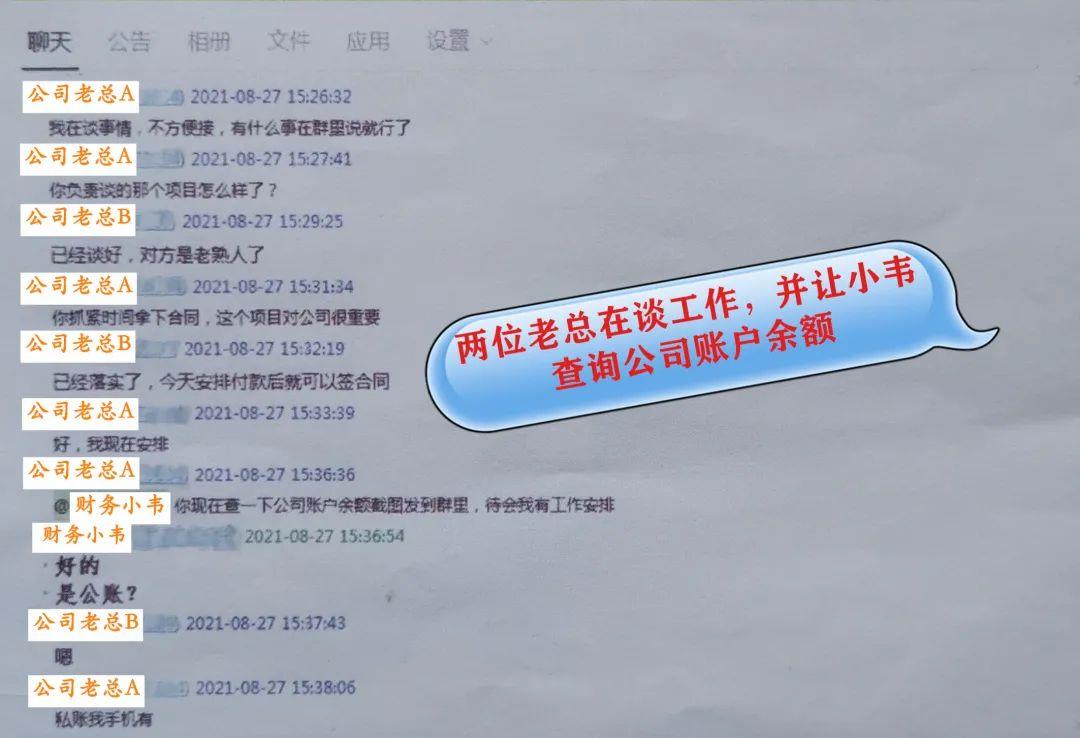 聊天 公告 相册 文件 应用 设置
公司老总A 2021-08-27 15:26:32
我在谈事情，不方便接，有什么事在群里说就行了
公司老总A 2021-08-27 15:27:41
你负责谈的那个项目怎么样了？
公司老总B 2021-08-27 15:29:25
已经谈好，对方是老熟人了
公司老总A 2021-08-27 15:31:34
你抓紧时间拿下合同，这个项目对公司很重要
公司老总B 2021-08-27 15:32:19
已经落实了，今天安排付款后就可以签合同
公司老总A 2021-08-27 15:33:39
好，我现在安排
公司老总A 2021-08-27 15:36:36
@财务小韦 你现在查一下公司账户余额截图发到群里，待会我有工作安排
财务小韦 2021-08-27 15:36:54
好的
是公账？
公司老总B 2021-08-27 15:37:43
嗯
公司老总A 2021-08-27 15:38:06
私账我手机有
两位老总在谈工作，并让小韦
查询公司账户余额